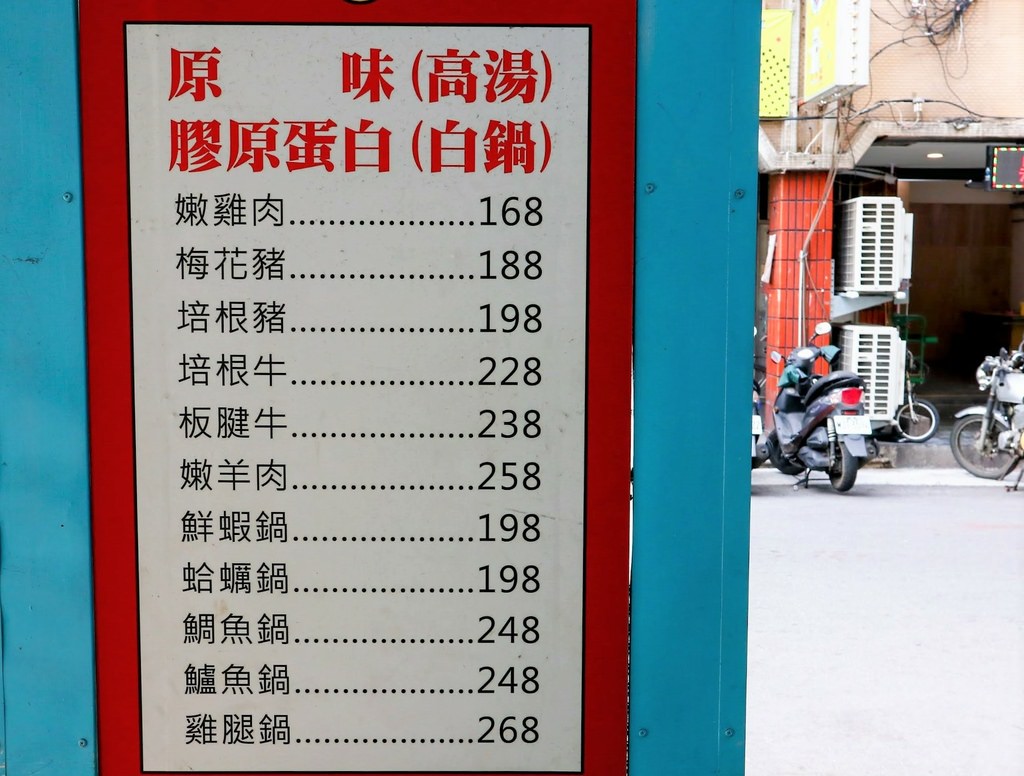 原 味(高湯)
膠原蛋白(白鍋)
嫩雞肉...................168
梅花豬...................188
培根豬...................198
培根牛...................228
板腱牛...................238
嫩羊肉...................258
鮮蝦鍋...................198
蛤蠣鍋...................198
鯛魚鍋...................248
鱸魚鍋...................248
雞腿鍋...................268